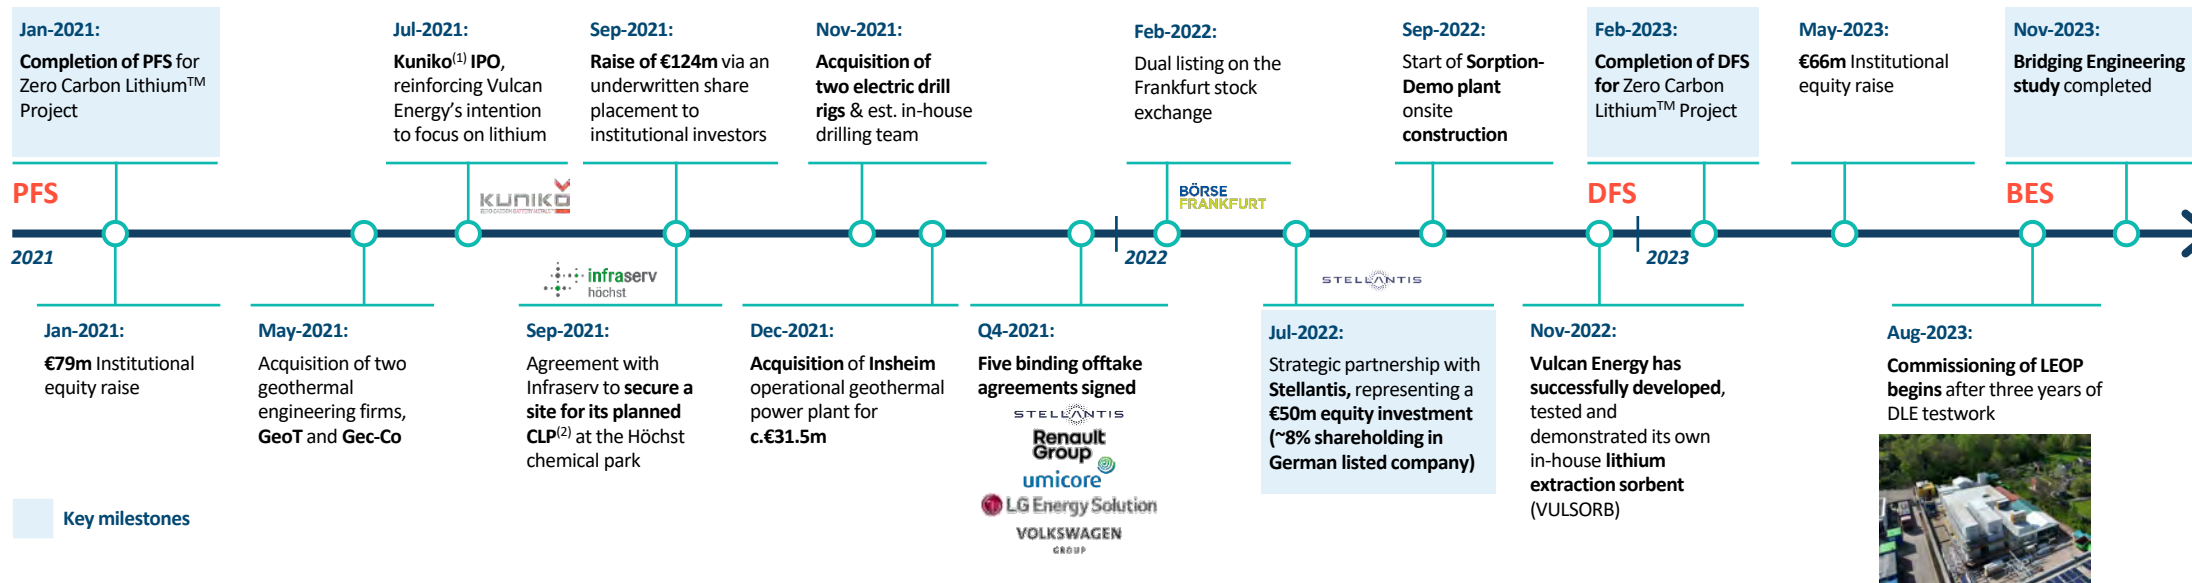 Jan-2021:
Completion of PFS for
Zero Carbon Lithium™
Project
Jul-2021:
Kuniko(1) IPO,
reinforcing Vulcan
Energy's intention
to focus on lithium
Sep-2021:
Raise of €124m via an
underwritten share
placement to
institutional investors
Nov-2021:
Acquisition of
two electric drill
rigs & est. in-house
drilling team
Feb-2022:
Dual listing on the
Frankfurt stock
exchange
Sep-2022:
Start of Sorption-
Demo plant
onsite
construction
Feb-2023:
Completion of DFS
for Zero Carbon
Lithium™ Project
May-2023:
€66m Institutional
equity raise
Nov-2023:
Bridging Engineering
study completed
PFS
KUNIKO
ZERO CARBON BATTERY METALS
BÖRSE
FRANKFURT
DFS
BES
2021
2022
2023
infraserv
höchst
STELLANTIS
Jan-2021:
€79m Institutional
equity raise
May-2021:
Acquisition of two
geothermal
engineering firms,
GeoT and Gec-Co
Sep-2021:
Agreement with
Infraserv to secure a
site for its planned
CLP(2) at the Höchst
chemical park
Dec-2021:
Acquisition of Insheim
operational geothermal
power plant for
c.€31.5m
Q4-2021:
Five binding offtake
agreements signed
STELLANTIS
Renault
Group
umicore
LG Energy Solution
VOLKSWAGEN
GROUP
Jul-2022:
Strategic partnership with
Stellantis, representing a
€50m equity investment
(~8% shareholding in
German listed company)
Nov-2022:
Vulcan Energy has
successfully developed,
tested and
demonstrated its own
in-house lithium
extraction sorbent
(VULSORB)
Aug-2023:
Commissioning of LEOP
begins after three years of
DLE testwork
Key milestones